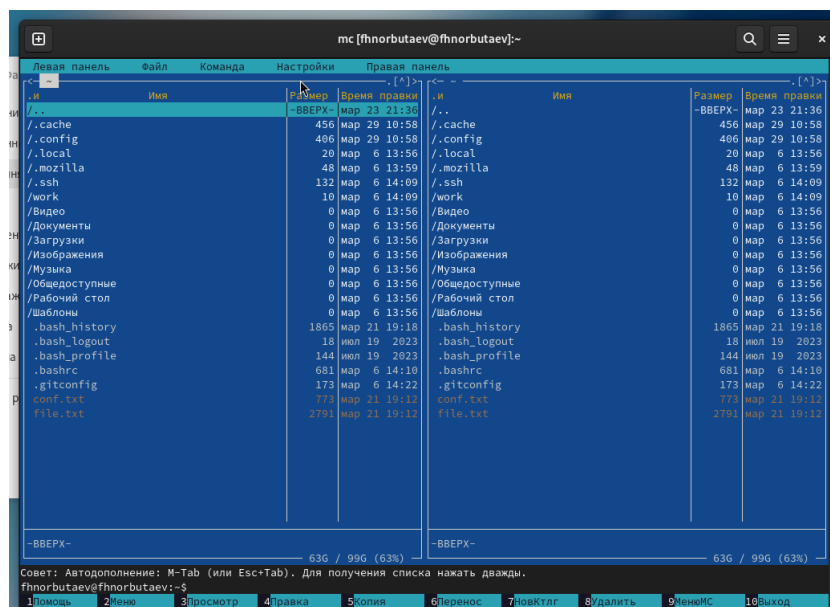 mc [fhnorbutaev@fhnorbutaev]:~
Левая панель Файл Команда Настройки Правая панель
<— ~ .[^]> <— ~ .[^]>
.и Имя Размер Время правки .и Имя Размер Время правки
/.. -ВВЕРХ- мар 23 21:36 /.. -ВВЕРХ- мар 23 21:36
/.cache 456 мар 29 10:58 /.cache 456 мар 29 10:58
/.config 406 мар 29 10:58 /.config 406 мар 29 10:58
/.local 20 мар 6 13:56 /.local 20 мар 6 13:56
/.mozilla 48 мар 6 13:59 /.mozilla 48 мар 6 13:59
/.ssh 132 мар 6 14:09 /.ssh 132 мар 6 14:09
/work 10 мар 6 14:09 /work 10 мар 6 14:09
/Видео 0 мар 6 13:56 /Видео 0 мар 6 13:56
/Документы 0 мар 6 13:56 /Документы 0 мар 6 13:56
/Загрузки 0 мар 6 13:56 /Загрузки 0 мар 6 13:56
/Изображения 0 мар 6 13:56 /Изображения 0 мар 6 13:56
/Музыка 0 мар 6 13:56 /Музыка 0 мар 6 13:56
/Общедоступные 0 мар 6 13:56 /Общедоступные 0 мар 6 13:56
/Рабочий стол 0 мар 6 13:56 /Рабочий стол 0 мар 6 13:56
/Шаблоны 0 мар 6 13:56 /Шаблоны 0 мар 6 13:56
.bash_history 1865 мар 21 19:18 .bash_history 1865 мар 21 19:18
.bash_logout 18 июл 19 2023 .bash_logout 18 июл 19 2023
.bash_profile 144 июл 19 2023 .bash_profile 144 июл 19 2023
.bashrc 681 мар 6 14:10 .bashrc 681 мар 6 14:10
.gitconfig 173 мар 6 14:22 .gitconfig 173 мар 6 14:22
conf.txt 773 мар 21 19:12 conf.txt 773 мар 21 19:12
file.txt 2791 мар 21 19:12 file.txt 2791 мар 21 19:12
-ВВЕРХ- -ВВЕРХ-
63G / 99G (63%) 63G / 99G (63%)
Совет: Автодополнение: M-Tab (или Esc+Tab). Для получения списка нажать дважды.
fhnorbutaev@fhnorbutaev:~$
1Помощь 2Меню 3Просмотр 4Правка 5Копия 6Перенос 7НовКтлг 8Удалить 9МенюМС 10Выход